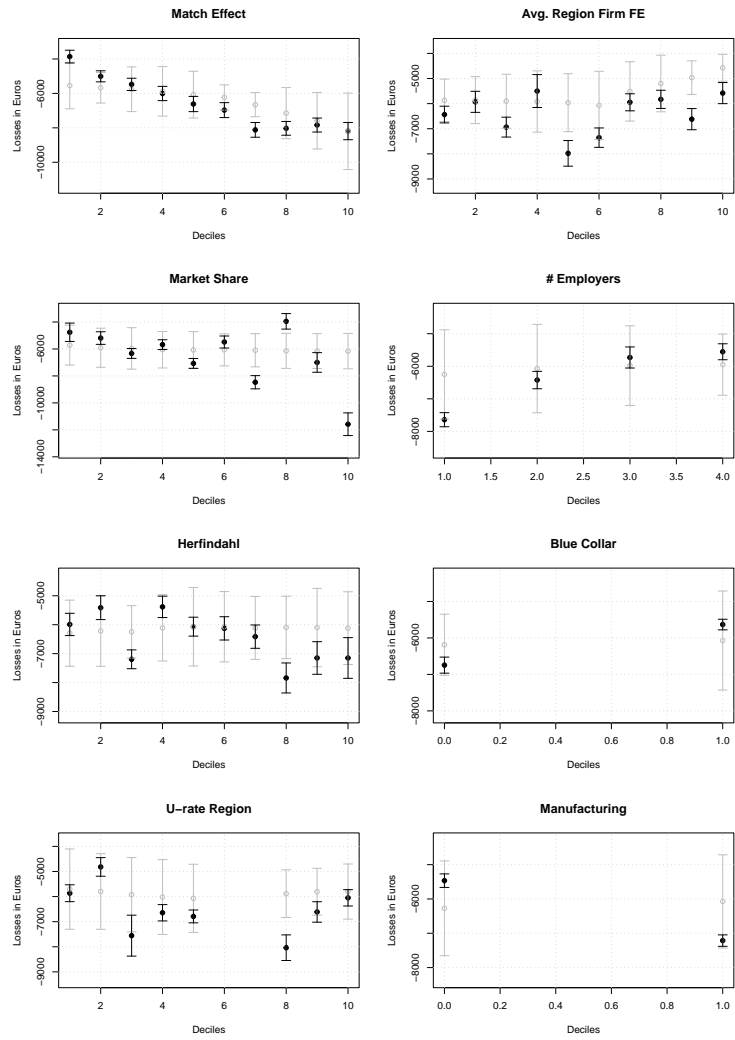 Match Effect
Losses in Euros
−10000 −6000
2 4 6 8 10
Deciles
Avg. Region Firm FE
Losses in Euros
−9000 −7000 −5000
2 4 6 8 10
Deciles
Market Share
Losses in Euros
−14000 −10000 −6000
2 4 6 8 10
Deciles
# Employers
Losses in Euros
−8000 −6000
1.0 1.5 2.0 2.5 3.0 3.5 4.0
Deciles
Herfindahl
Losses in Euros
−9000 −7000 −5000
2 4 6 8 10
Deciles
Blue Collar
Losses in Euros
−8000 −6000
0.0 0.2 0.4 0.6 0.8 1.0
Deciles
U−rate Region
Losses in Euros
−9000 −7000 −5000
2 4 6 8 10
Deciles
Manufacturing
Losses in Euros
−8000 −6000
0.0 0.2 0.4 0.6 0.8 1.0
Deciles